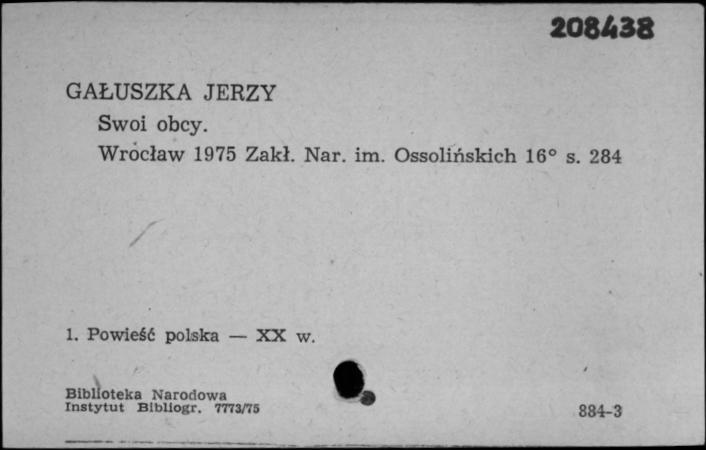 208438
GAŁUSZKA JERZY
Swoi obcy.
Wrocław 1975 Zakł. Nar. im. Ossolińskich 16° s. 284
1. Powieść polska — XX w.
Biblioteka Narodowa
Instytut Bibliogr. 7773/75
884-3